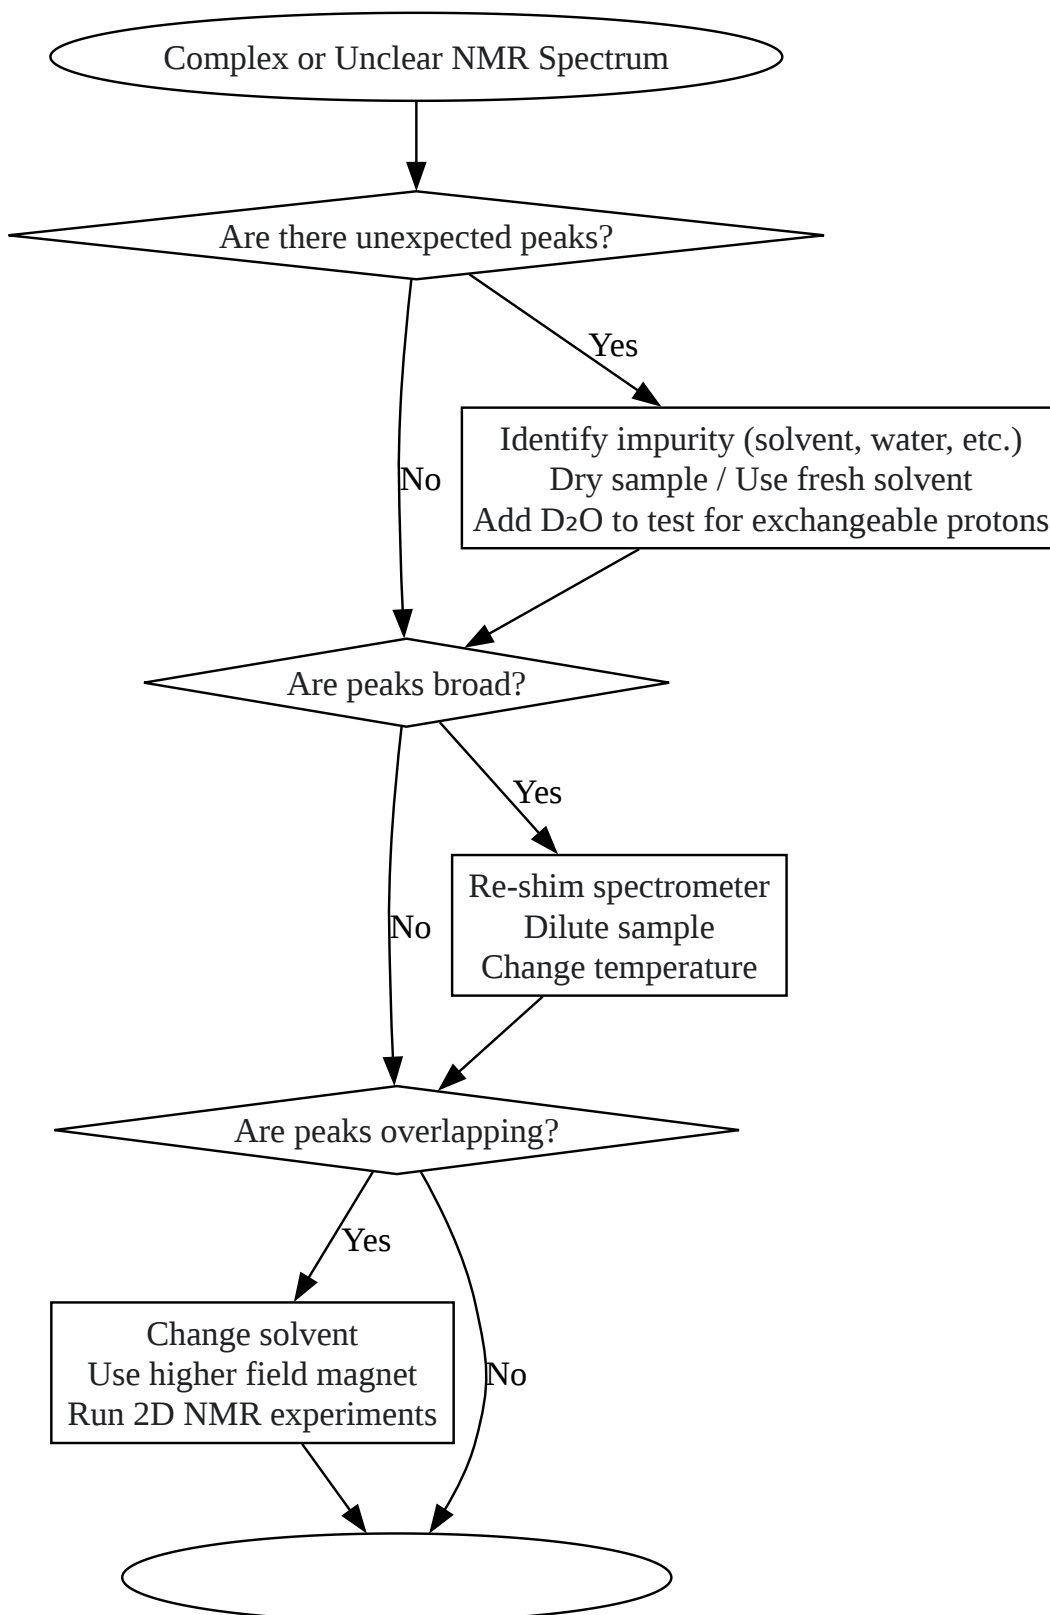 Complex or Unclear NMR Spectrum
Are there unexpected peaks?
Yes
Identify impurity (solvent, water, etc.)
Dry sample / Use fresh solvent
Add D₂O to test for exchangeable protons
No
Are peaks broad?
Yes
Re-shim spectrometer
Dilute sample
Change temperature
No
Are peaks overlapping?
Yes
Change solvent
Use higher field magnet
Run 2D NMR experiments
No